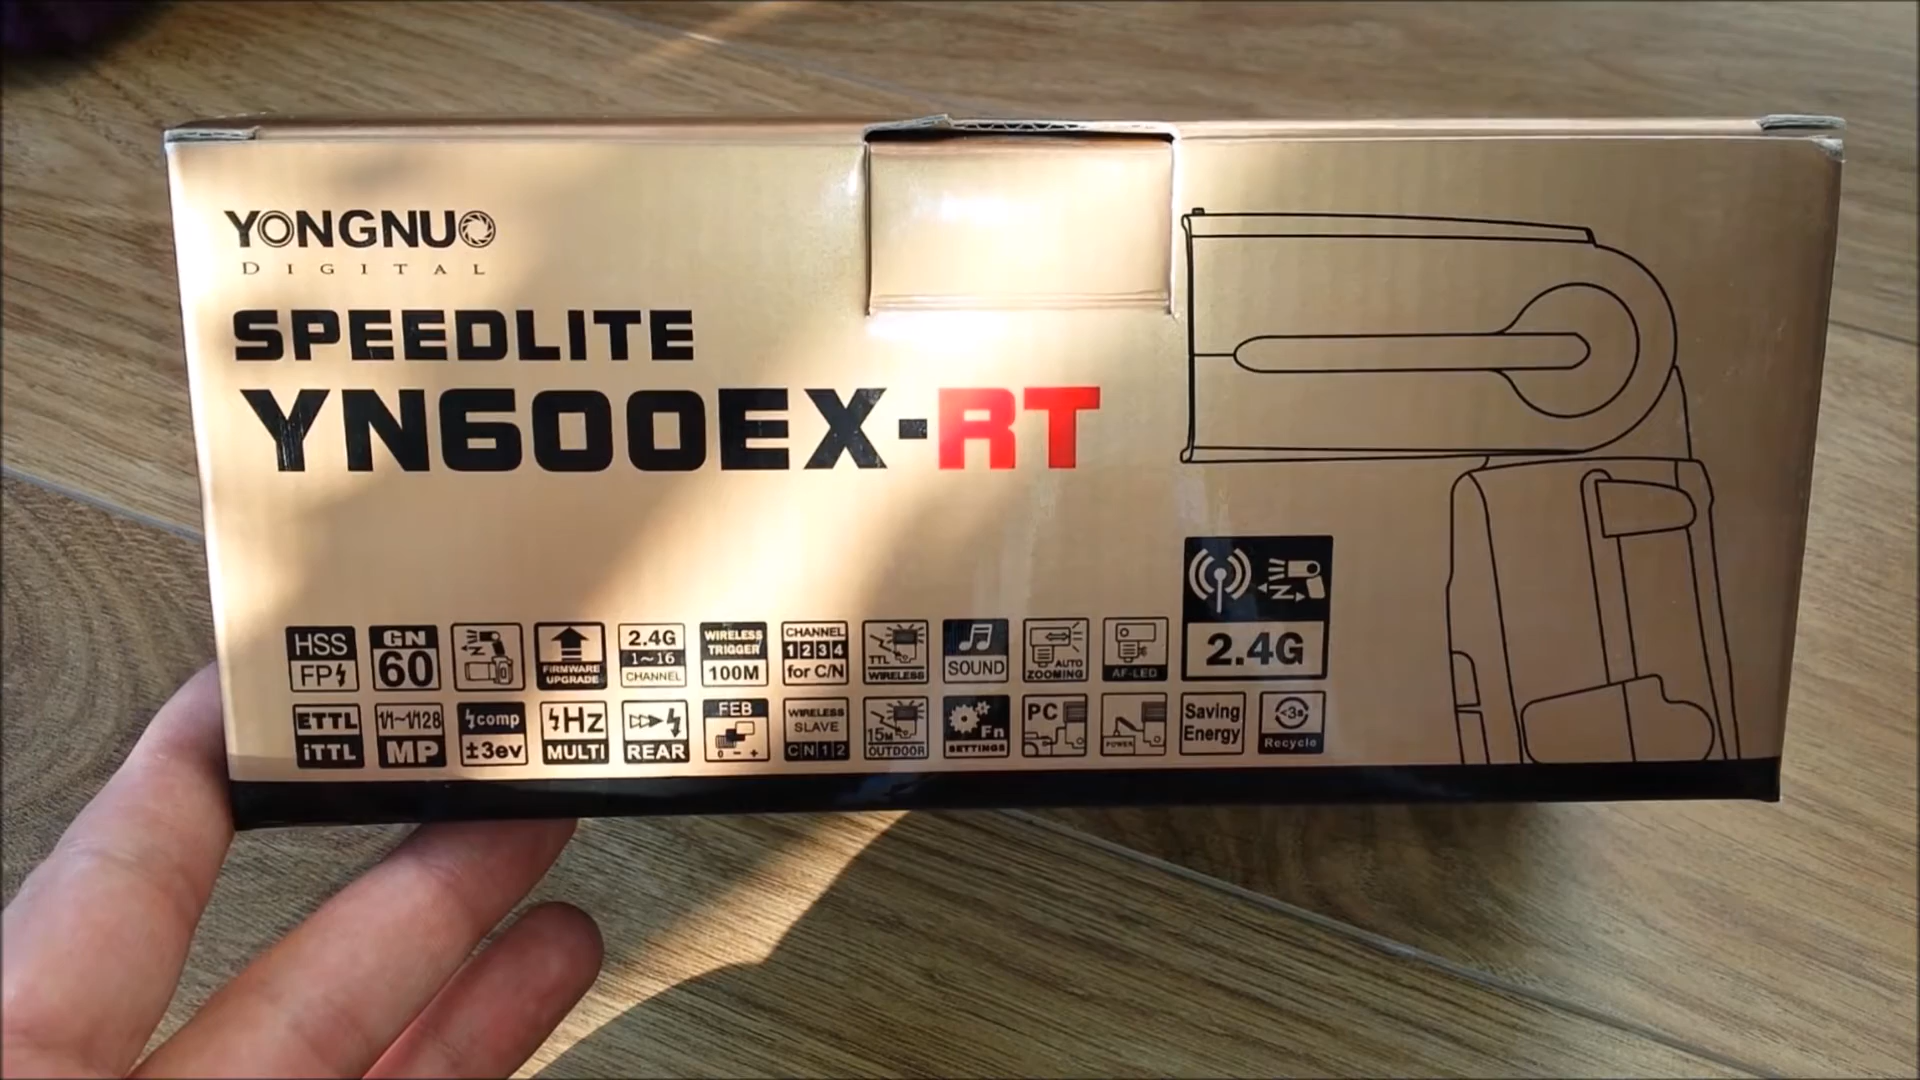 YONGNUO
DIGITAL
SPEEDLITE
YN600EX-RT
HSS
FP
GN
60
FIRMWARE
UPGRADE
2.4G
1~16
CHANNEL
WIRELESS
TRIGGER
100M
CHANNEL
1 2 3 4
for C/N
TTL
WIRELESS
SOUND
AUTO
ZOOMING
AF-LED
2.4G
ETTL
iTTL
1/1~1/128
MP
comp
±3ev
Hz
MULTI
REAR
FEB
0 - +
WIRELESS
SLAVE
C N 1 2
15M
OUTDOOR
Fn
SETTINGS
PC
POWER
Saving
Energy
<3s
Recycle